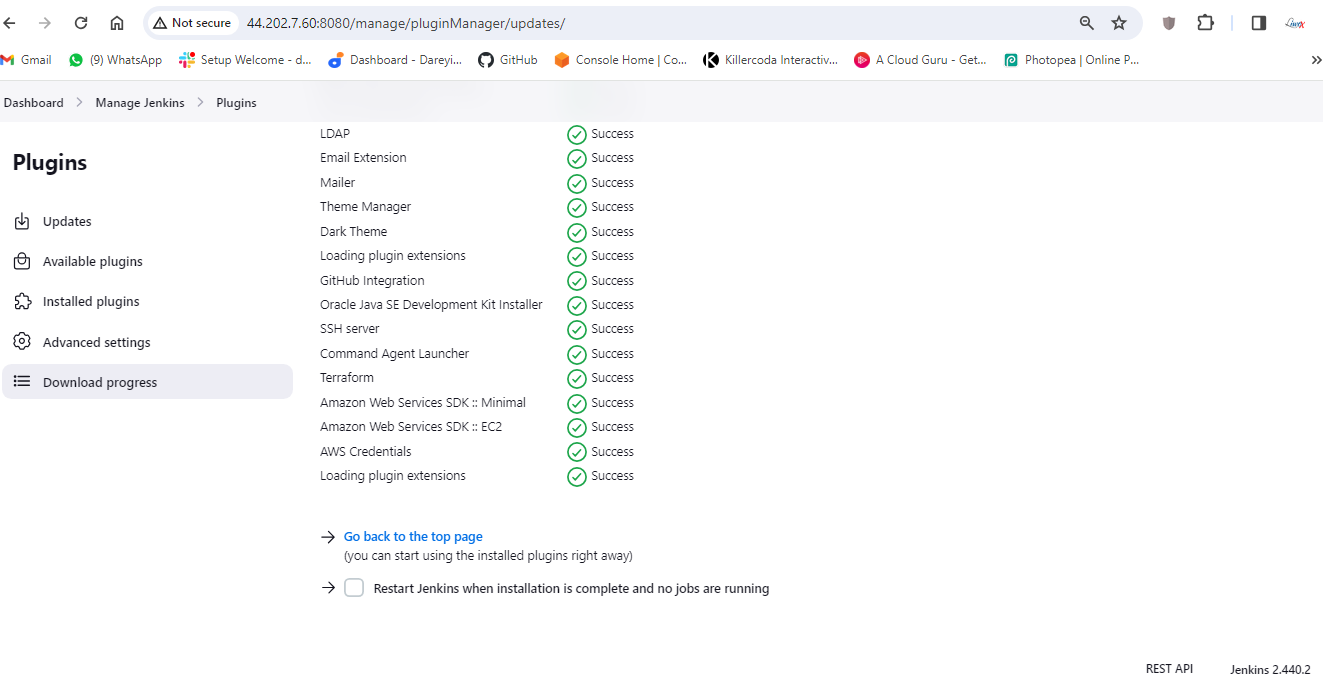 Not secure 44.202.7.60:8080/manage/pluginManager/updates/
Gmail (9) WhatsApp Setup Welcome - d... Dashboard - Dareyi... GitHub Console Home | Co... Killercoda Interactiv... A Cloud Guru - Get... Photopea | Online P... »
Dashboard > Manage Jenkins > Plugins
Plugins
Updates
Available plugins
Installed plugins
Advanced settings
Download progress
LDAP Success
Email Extension Success
Mailer Success
Theme Manager Success
Dark Theme Success
Loading plugin extensions Success
GitHub Integration Success
Oracle Java SE Development Kit Installer Success
SSH server Success
Command Agent Launcher Success
Terraform Success
Amazon Web Services SDK :: Minimal Success
Amazon Web Services SDK :: EC2 Success
AWS Credentials Success
Loading plugin extensions Success
Go back to the top page
(you can start using the installed plugins right away)
Restart Jenkins when installation is complete and no jobs are running
REST API Jenkins 2.440.2